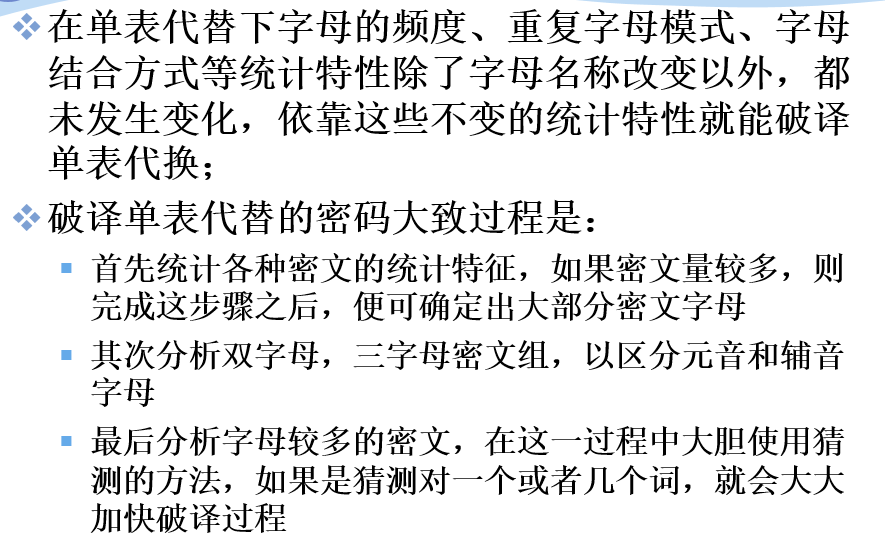 在单表代替下字母的频度、重复字母模式、字母
结合方式等统计特性除了字母名称改变以外，都
未发生变化，依靠这些不变的统计特性就能破译
单表代换；
破译单表代替的密码大致过程是：
首先统计各种密文的统计特征，如果密文量较多，则
完成这步骤之后，便可确定出大部分密文字母
其次分析双字母，三字母密文组，以区分元音和辅音
字母
最后分析字母较多的密文，在这一过程中大胆使用猜
测的方法，如果是猜测对一个或者几个词，就会大大
加快破译过程